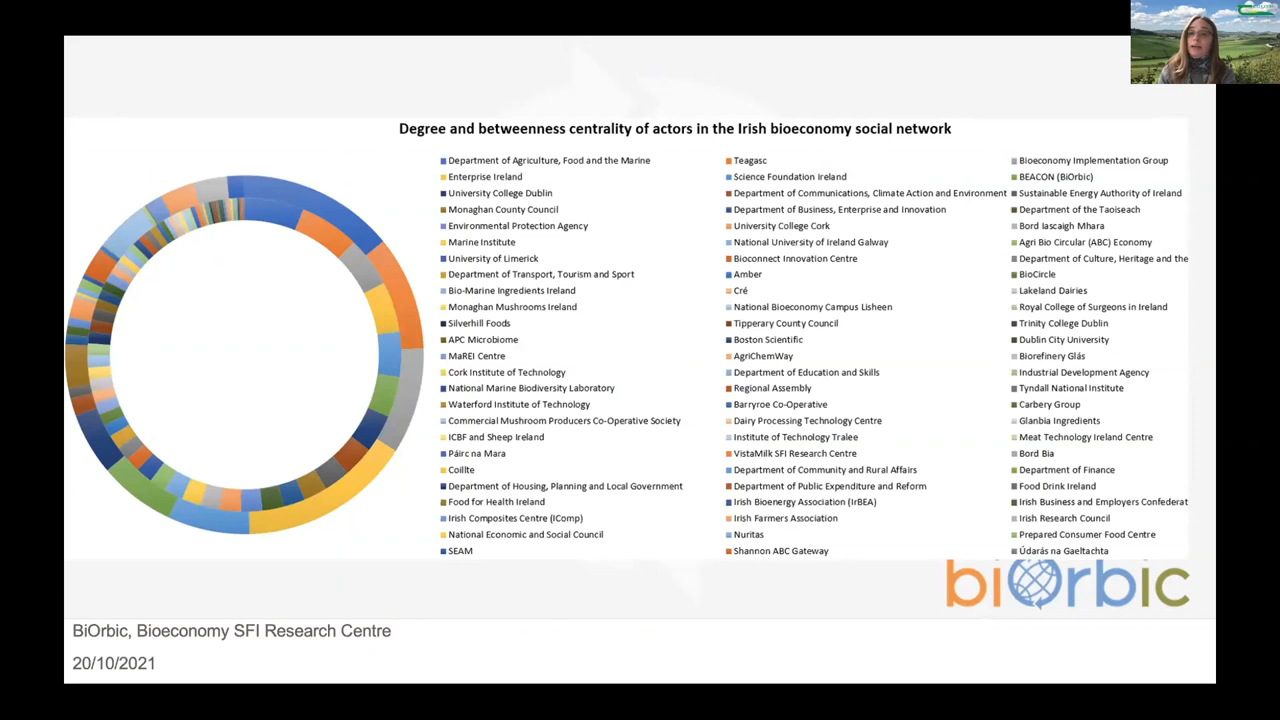 Degree and betweenness centrality of actors in the Irish bioeconomy social network
Department of Agriculture, Food and the Marine
Teagasc
Bioeconomy Implementation Group
Enterprise Ireland
Science Foundation Ireland
BEACON (BiOrbic)
University College Dublin
Department of Communications, Climate Action and Environment
Sustainable Energy Authority of Ireland
Monaghan County Council
Department of Business, Enterprise and Innovation
Department of the Taoiseach
Environmental Protection Agency
University College Cork
Bord Iascaigh Mhara
Marine Institute
National University of Ireland Galway
Agri Bio Circular (ABC) Economy
University of Limerick
Bioconnect Innovation Centre
Department of Culture, Heritage and the
Department of Transport, Tourism and Sport
Amber
BioCircle
Bio-Marine Ingredients Ireland
Cré
Lakeland Dairies
Monaghan Mushrooms Ireland
National Bioeconomy Campus Lisheen
Royal College of Surgeons in Ireland
Silverhill Foods
Tipperary County Council
Trinity College Dublin
APC Microbiome
Boston Scientific
Dublin City University
MaREI Centre
AgriChemWay
Biorefinery Glás
Cork Institute of Technology
Department of Education and Skills
Industrial Development Agency
National Marine Biodiversity Laboratory
Regional Assembly
Tyndall National Institute
Waterford Institute of Technology
Barryroe Co-Operative
Carbery Group
Commercial Mushroom Producers Co-Operative Society
Dairy Processing Technology Centre
Glanbia Ingredients
ICBF and Sheep Ireland
Institute of Technology Tralee
Meat Technology Ireland Centre
Páirc na Mara
VistaMilk SFI Research Centre
Bord Bia
Coillte
Department of Community and Rural Affairs
Department of Finance
Department of Housing, Planning and Local Government
Department of Public Expenditure and Reform
Food Drink Ireland
Food for Health Ireland
Irish Bioenergy Association (IrBEA)
Irish Business and Employers Confederat
Irish Composites Centre (IComp)
Irish Farmers Association
Irish Research Council
National Economic and Social Council
Nuritas
Prepared Consumer Food Centre
SEAM
Shannon ABC Gateway
Údarás na Gaeltachta
biOrbic
BiOrbic, Bioeconomy SFI Research Centre
20/10/2021